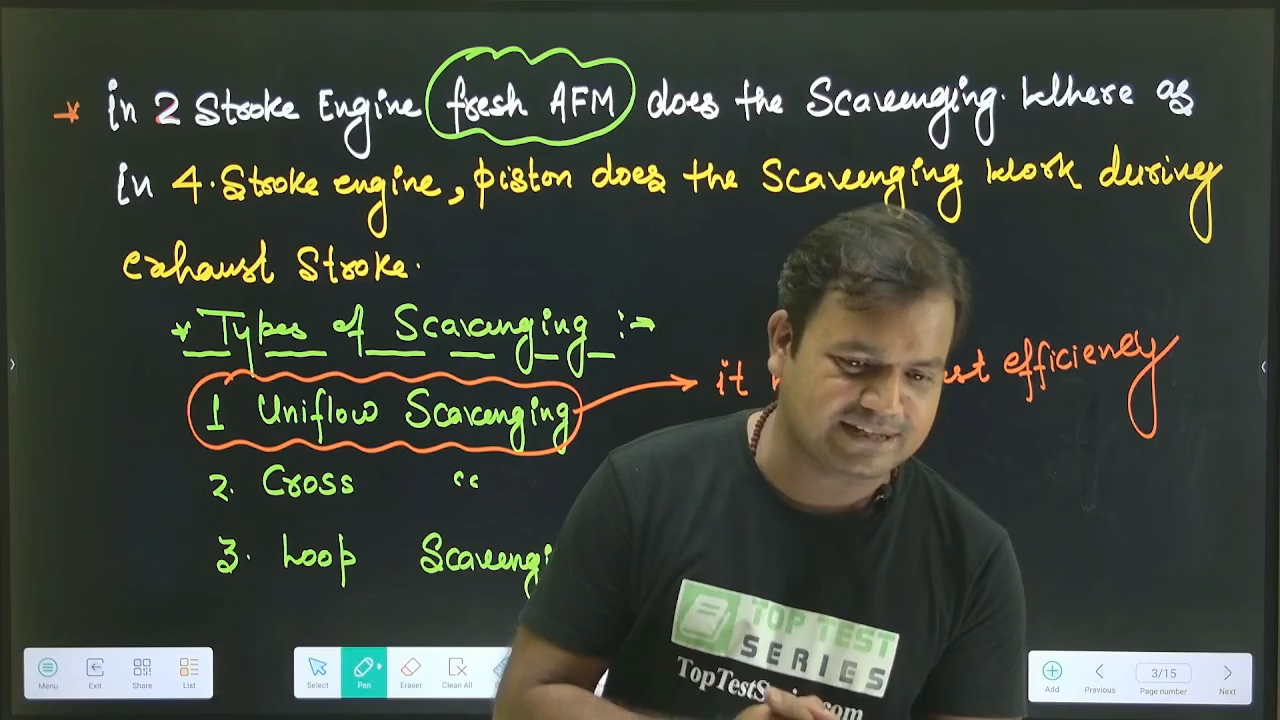 * in 2 Stroke Engine fresh AFM does the Scavenging. Where as
in 4. Stroke engine, piston does the Scavenging work during
exhaust Stroke.
* Types of Scavenging :→
1 Uniflow Scavenging → it efficiency
2. Cross “
3. Loop
TOP TEST
SERIES
Menu Exit Share List Select Pen Eraser Clean All Add Previous 3/15 Page number Next